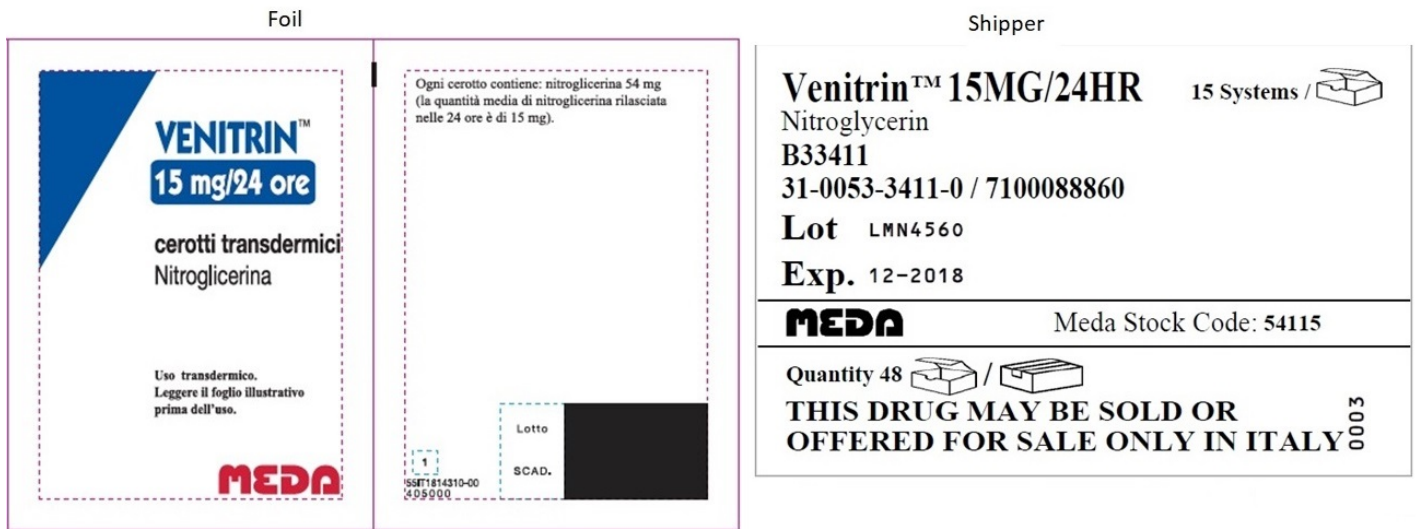 Foil
VENITRIN™
15 mg/24 ore
cerotti transdermici
Nitroglicerina
Uso transdermico.
Leggere il foglio illustrativo
prima dell'uso.
MEDA
Ogni cerotto contiene: nitroglicerina 54 mg
(la quantità media di nitroglicerina rilasciata
nelle 24 ore è di 15 mg).
Lotto
SCAD.
1
55IT1814310-00
405000
Shipper
Venitrin™ 15MG/24HR 15 Systems /
Nitroglycerin
B33411
31-0053-3411-0 / 7100088860
Lot LMN4560
Exp. 12-2018
MEDA Meda Stock Code: 54115
Quantity 48 /
THIS DRUG MAY BE SOLD OR
OFFERED FOR SALE ONLY IN ITALY
0003